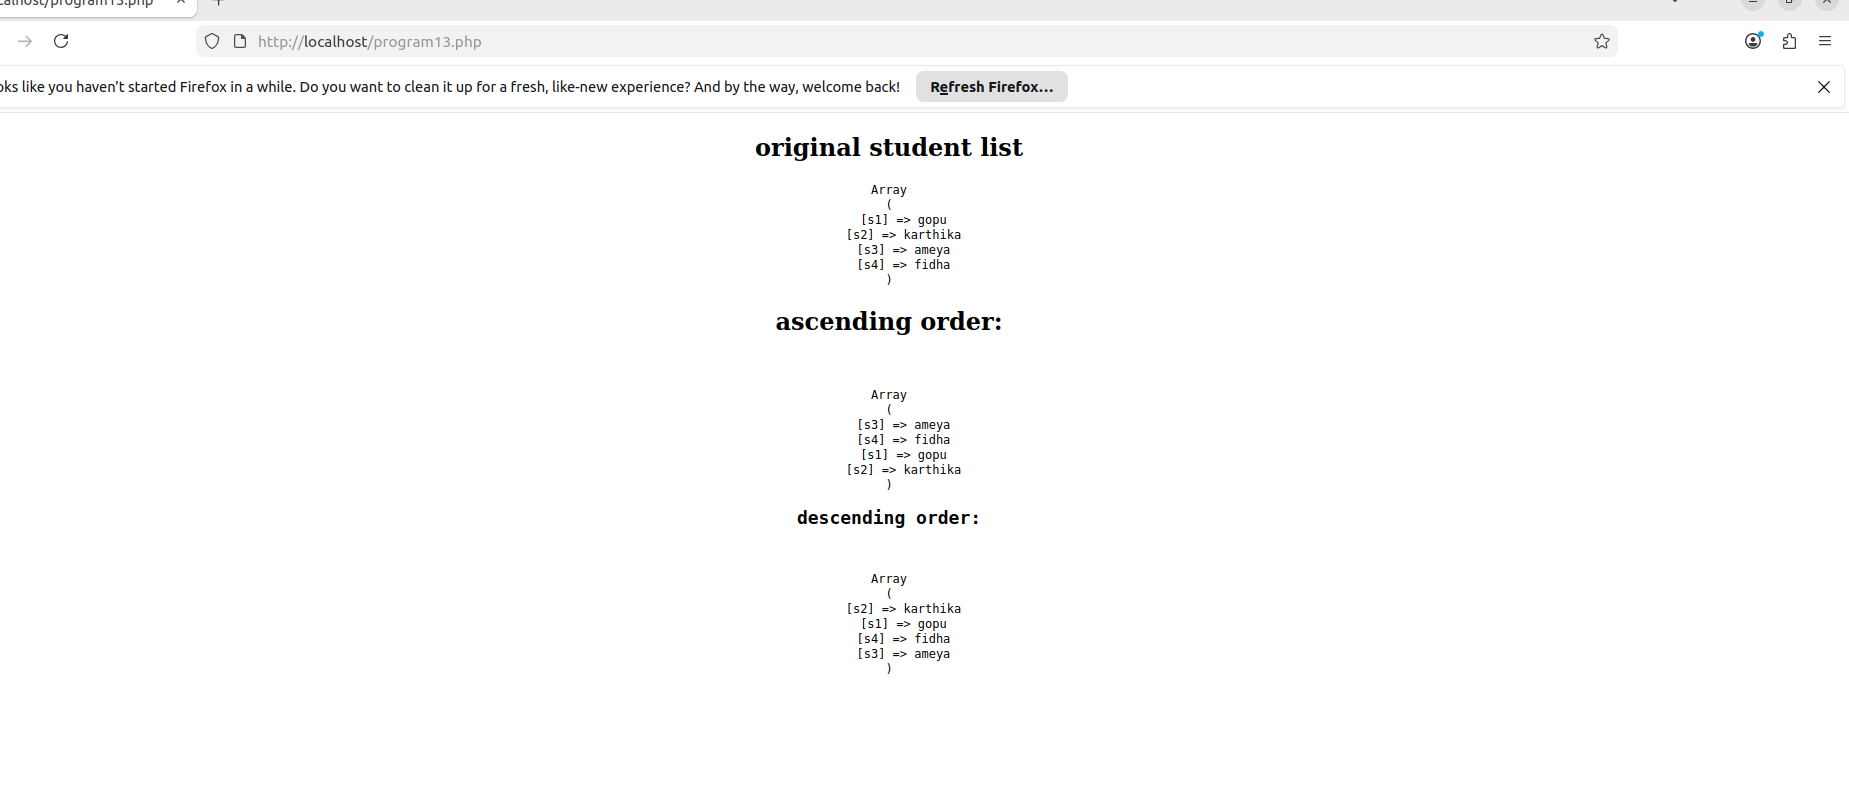 http://localhost/program13.php
like you haven't started Firefox in a while. Do you want to clean it up for a fresh, like-new experience? And by the way, welcome back!
Refresh Firefox...
original student list
Array
(
[s1] => gopu
[s2] => karthika
[s3] => ameya
[s4] => fidha
)
ascending order:
Array
(
[s3] => ameya
[s4] => fidha
[s1] => gopu
[s2] => karthika
)
descending order:
Array
(
[s2] => karthika
[s1] => gopu
[s4] => fidha
[s3] => ameya
)